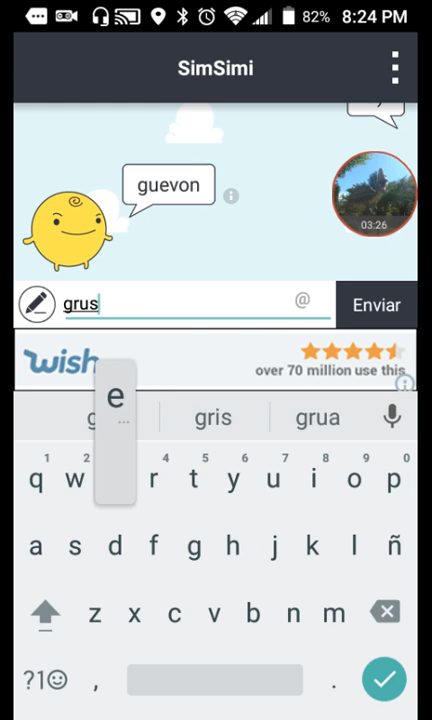 82% 8:24 PM
SimSimi
guevon
03:26
grus @ Enviar
wish
over 70 million use this
e
...
g gris grua
1 2 4 5 6 7 8 9 0
q w r t y u i o p
a s d f g h j k l ñ
z x c v b n m
?1☺ , .